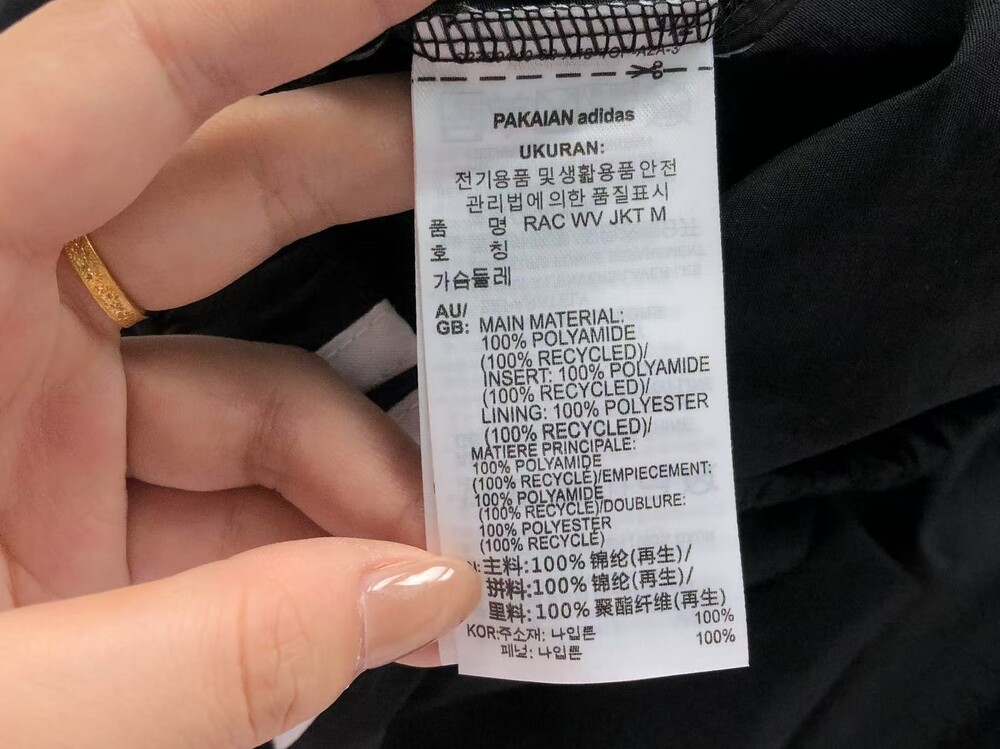 PAKAIAN adidas
UKURAN:
전기용품 및생활용품안전
관리법에의한 품질표시
품 명 RAC WV JKT M
호 칭
가슴둘레
AU/
GB: MAIN MATERIAL:
100% POLYAMIDE
(100% RECYCLED)/
INSERT: 100% POLYAMIDE
(100% RECYCLED)/
LINING: 100% POLYESTER
(100% RECYCLED)/
MATIERE PRINCIPALE:
100% POLYAMIDE
(100% RECYCLE)/EMPIECEMENT:
100% POLYAMIDE
(100% RECYCLE)/DOUBLURE:
100% POLYESTER
(100% RECYCLE)
主料:100% 锦纶(再生)/
拼料:100% 锦纶(再生)/
里料:100% 聚酯纤维(再生)
KOR:주소재: 나일론 100%
패널: 나일론 100%